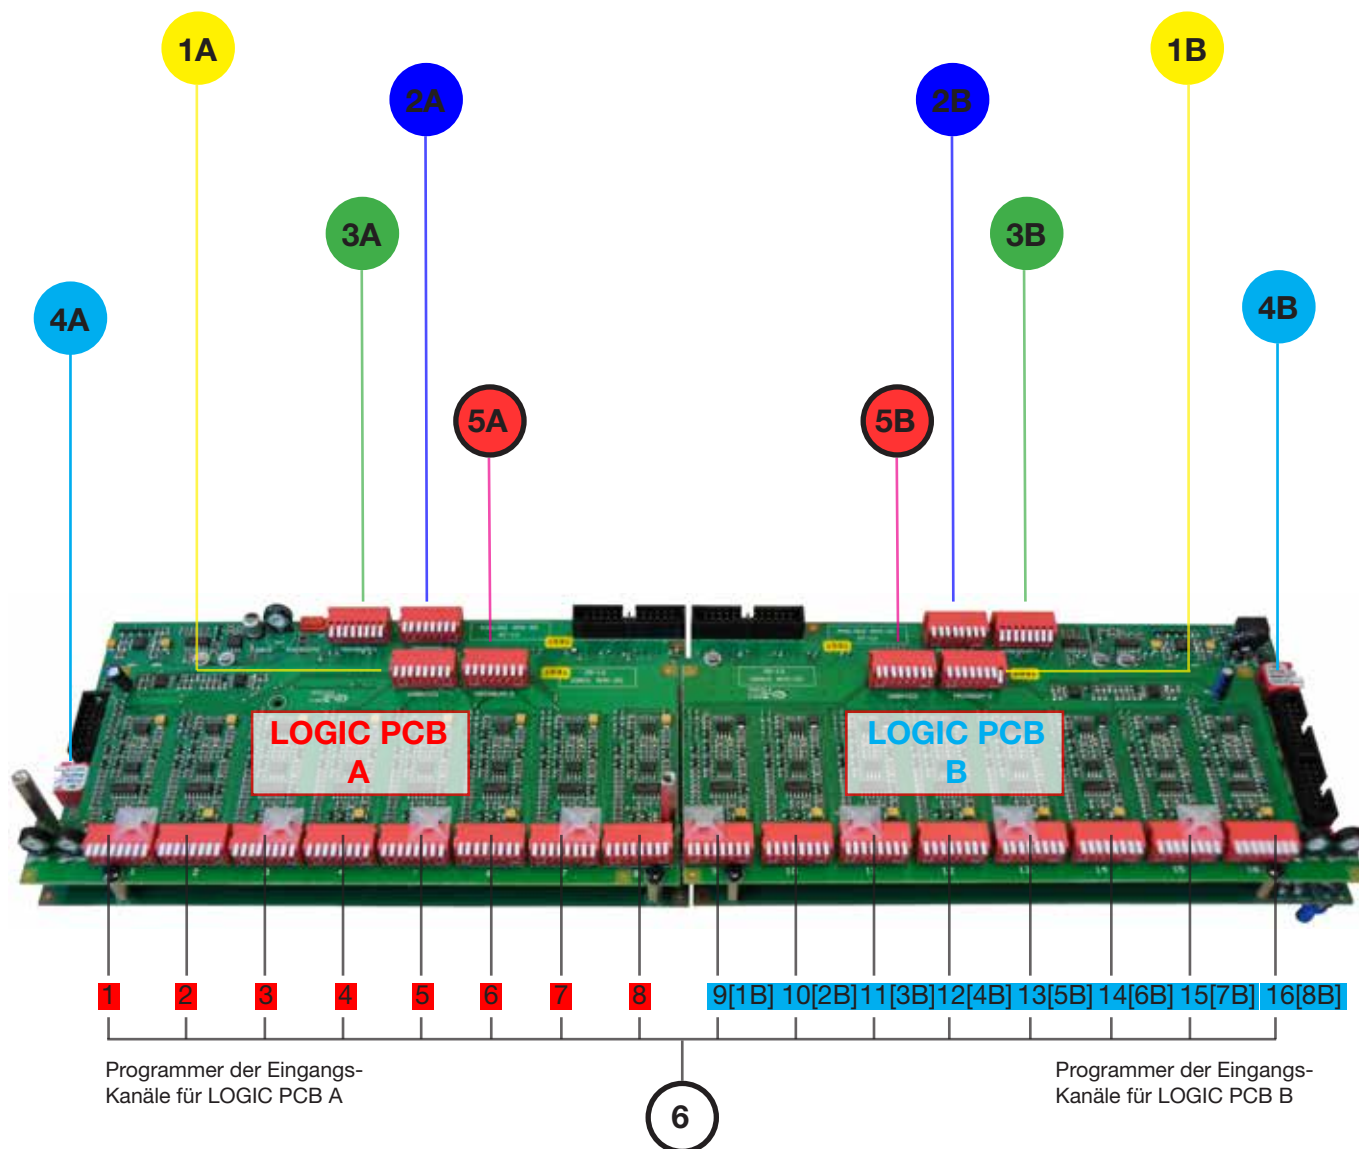 1A
1B
2A
2B
3A
3B
4A
4B
5A
5B
LOGIC PCB
A
LOGIC PCB
B
1
2
3
4
5
6
7
8
9[1B]
10[2B]
11[3B]
12[4B]
13[5B]
14[6B]
15[7B]
16[8B]
Programmer der Eingangs-
Kanäle für LOGIC PCB A
Programmer der Eingangs-
Kanäle für LOGIC PCB B
6